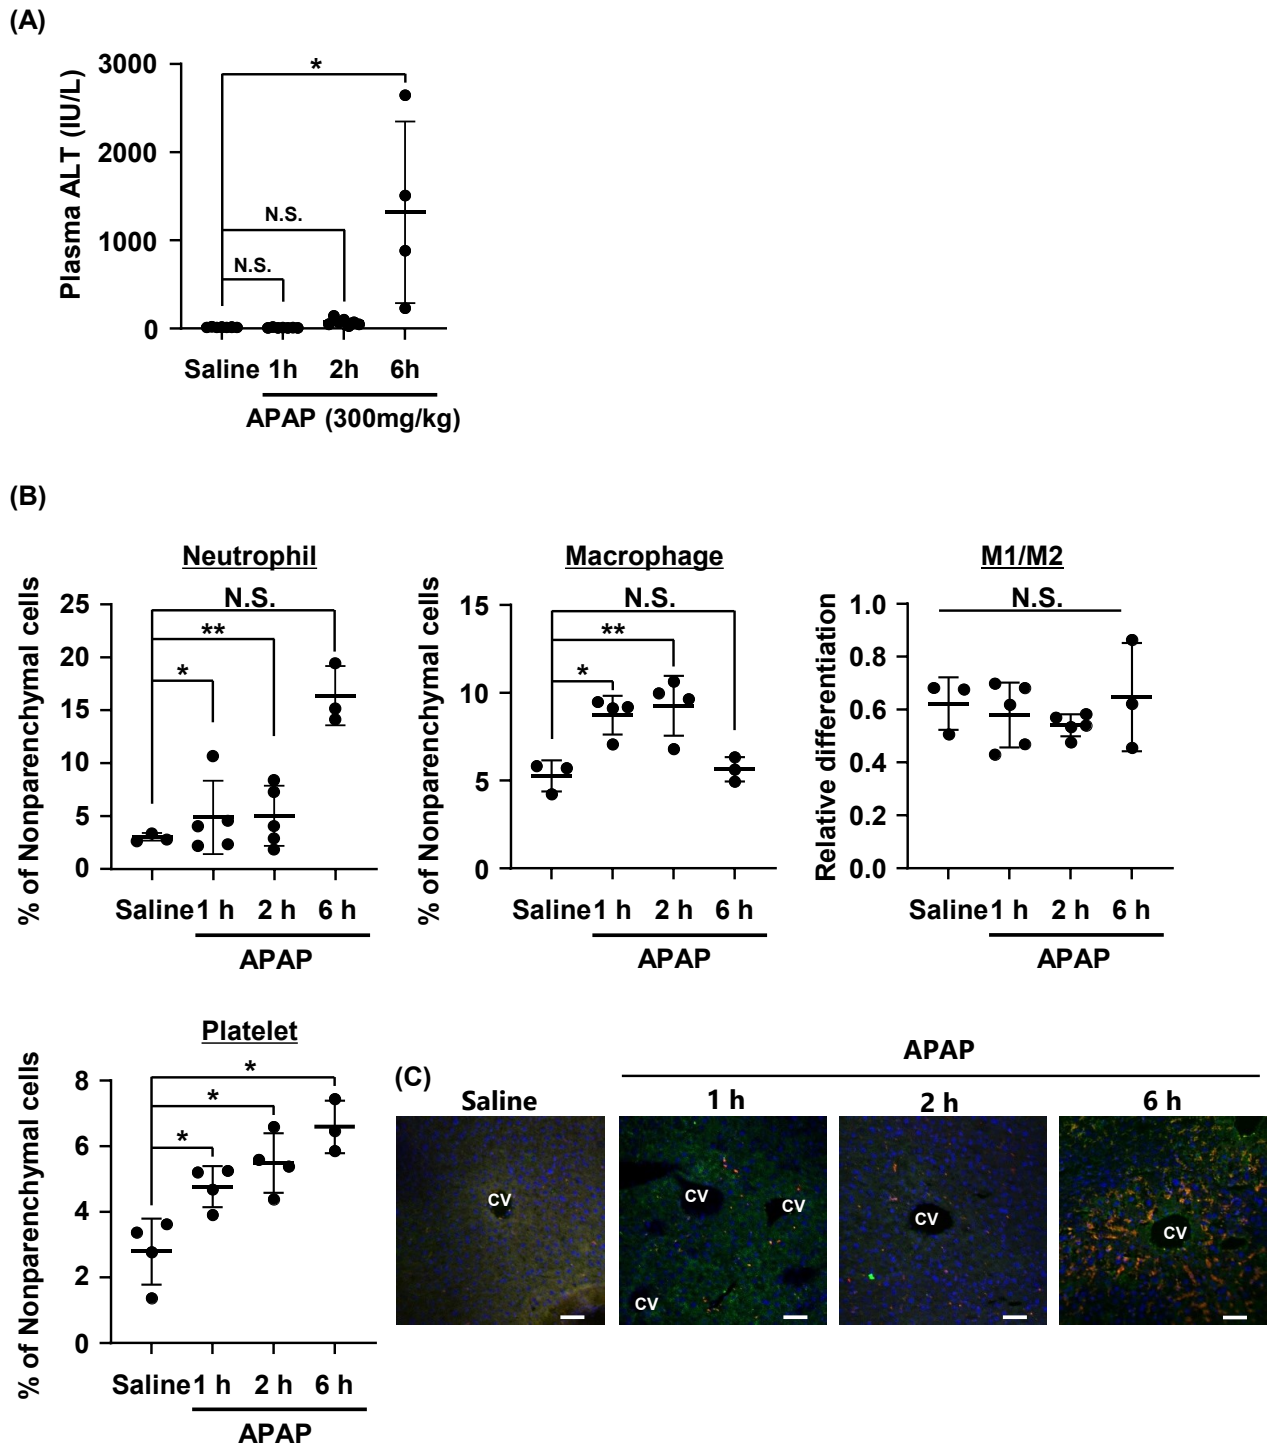 (A)
Plasma ALT (IU/L)
3000
2000
1000
0
*
N.S.
N.S.
Saline 1h 2h 6h
APAP (300mg/kg)
(B)
Neutrophil
% of Nonparenchymal cells
25
20
15
10
5
0
N.S.
**
*
Saline 1 h 2 h 6 h
APAP
Macrophage
% of Nonparenchymal cells
15
10
5
0
N.S.
**
*
Saline 1 h 2 h 6 h
APAP
M1/M2
Relative differentiation
1.0
0.8
0.6
0.4
0.2
0.0
N.S.
Saline 1 h 2 h 6 h
APAP
Platelet
% of Nonparenchymal cells
8
6
4
2
0
*
*
*
Saline 1 h 2 h 6 h
APAP
(C)
APAP
Saline 1 h 2 h 6 h
CV
CV
CV
CV
CV
CV